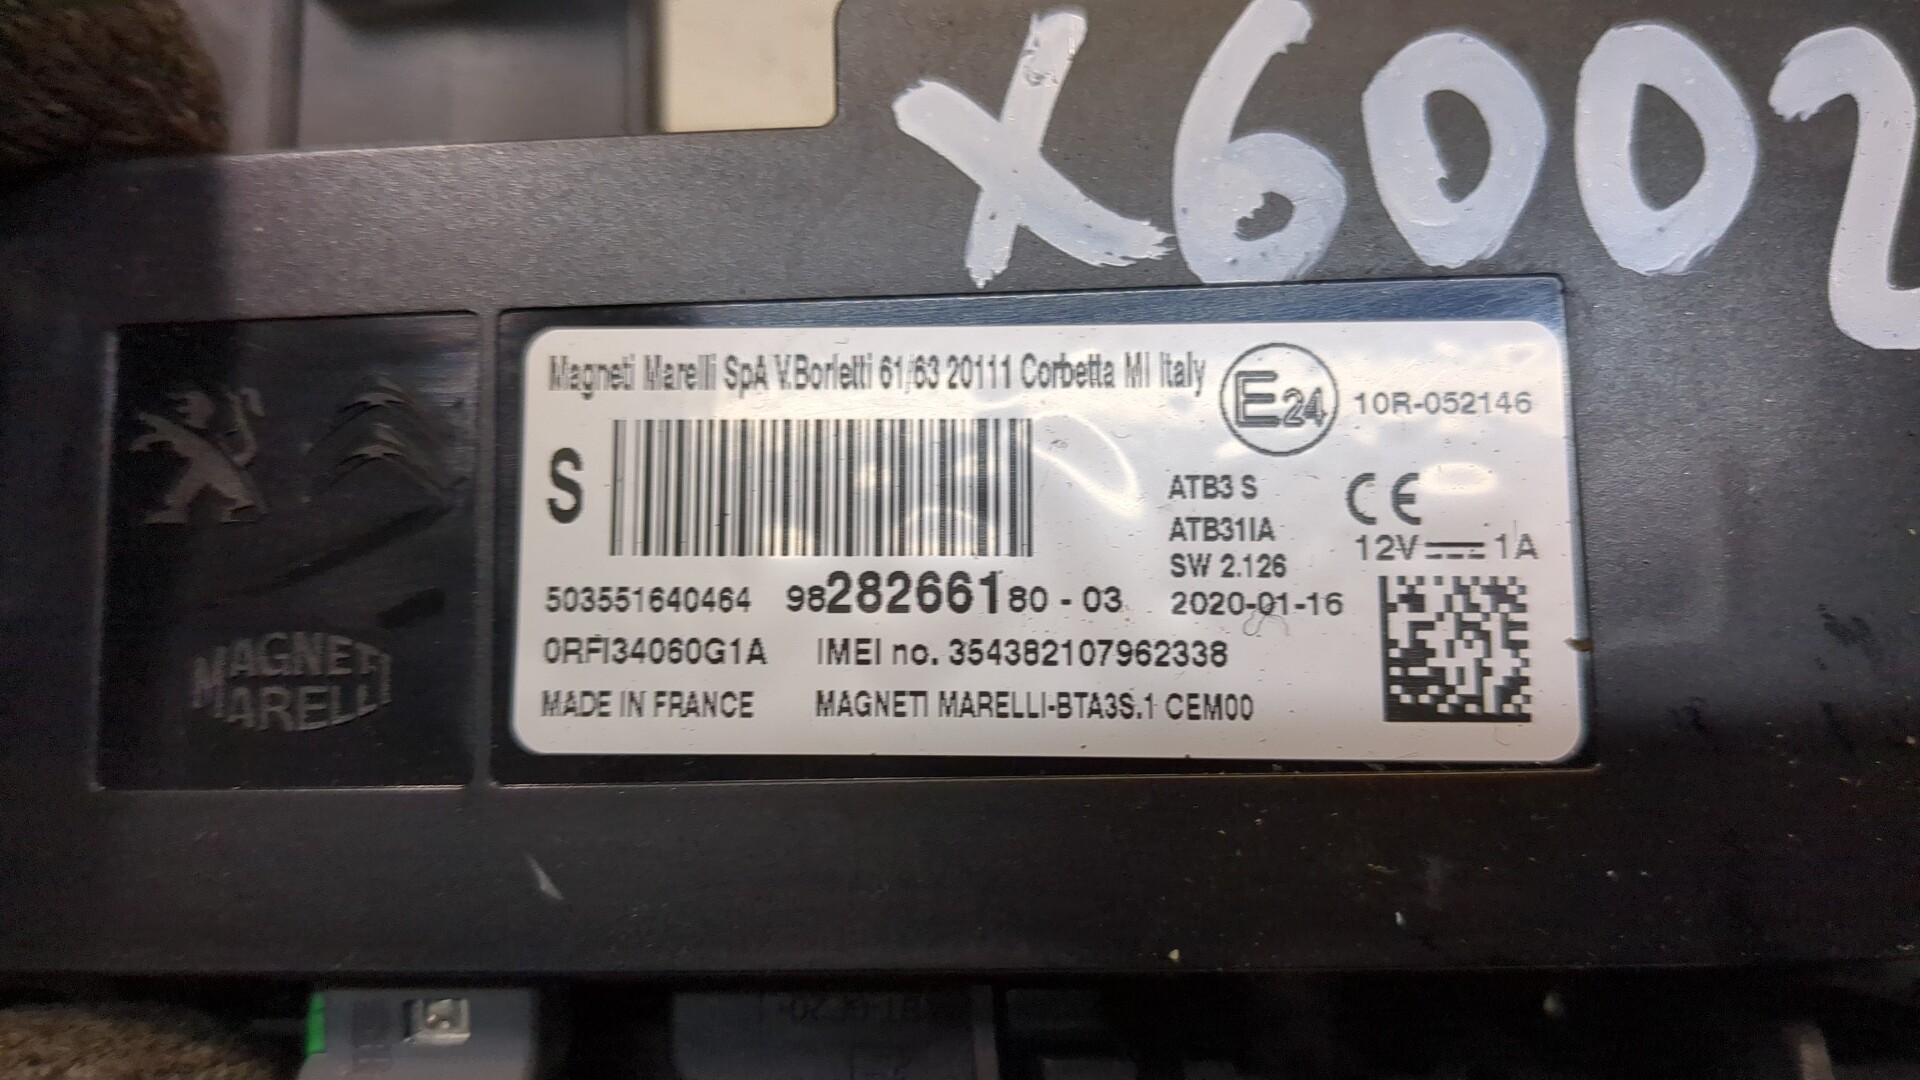 X6002
Magneti Marelli SpA V.Borletti 61/63 20111 Corbetta MI Italy
E24
10R-052146
S
ATB3 S
ATB31IA
SW 2.126
2020-01-16
CE
12V 1A
503551640464 9828266180 - 03
0RFI34060G1A IMEI no. 354382107962338
MADE IN FRANCE MAGNETI MARELLI-BTA3S.1 CEM00
MAGNETI
MARELLI